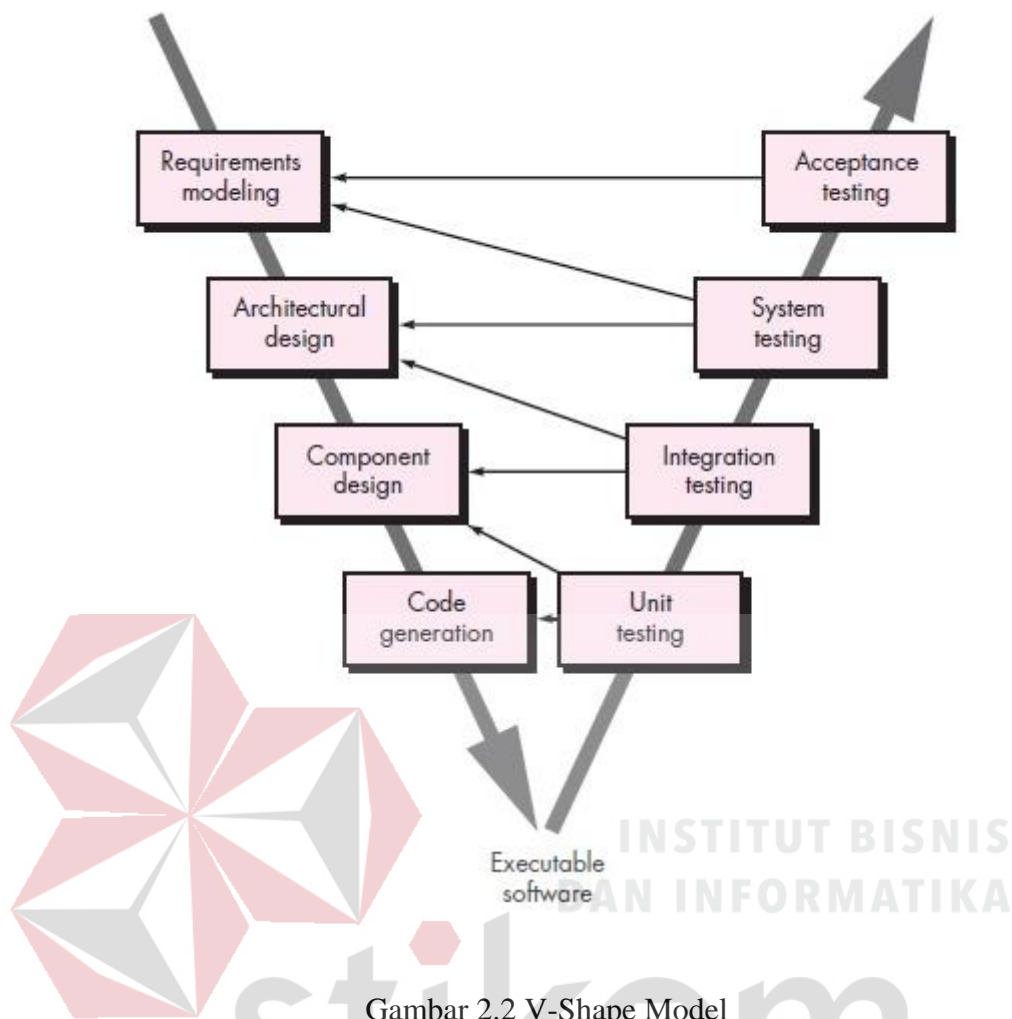 Requirements
modeling
Acceptance
testing
Architectural
design
System
testing
Component
design
Integration
testing
Code
generation
Unit
testing
Executable
software
INSTITUT BISNIS
DAN INFORMATIKA
stikom
Gambar 2.2 V-Shape Model